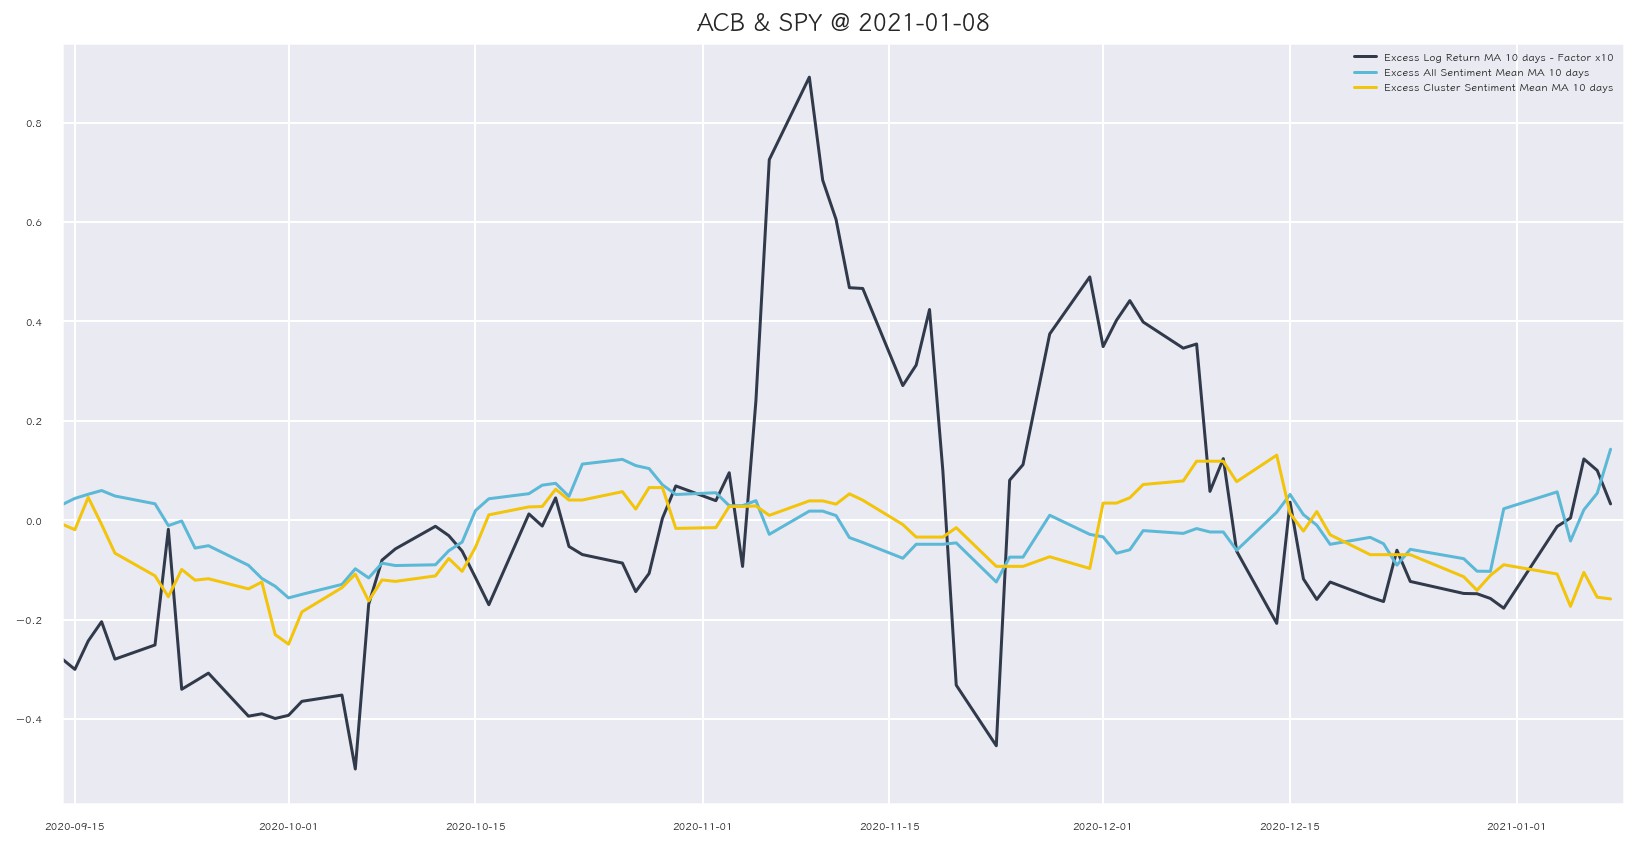 ACB & SPY @ 2021-01-08
Excess Log Return MA 10 days - Factor x10
Excess All Sentiment Mean MA 10 days
Excess Cluster Sentiment Mean MA 10 days
0.8
0.6
0.4
0.2
0.0
−0.2
−0.4
2020-09-15 2020-10-01 2020-10-15 2020-11-01 2020-11-15 2020-12-01 2020-12-15 2021-01-01